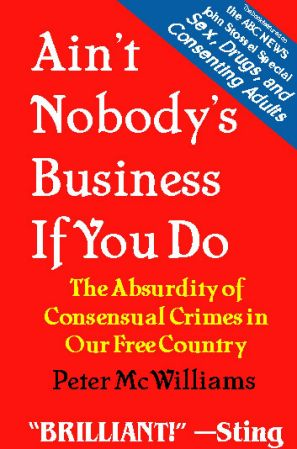 The book featured on
the ABC NEWS
John Stossel Special
Sex, Drugs, and
Consenting Adults
Ain't
Nobody's
Business
If You Do
The Absurdity of
Consensual Crimes in
Our Free Country
Peter McWilliams
"BRILLIANT!" —Sting